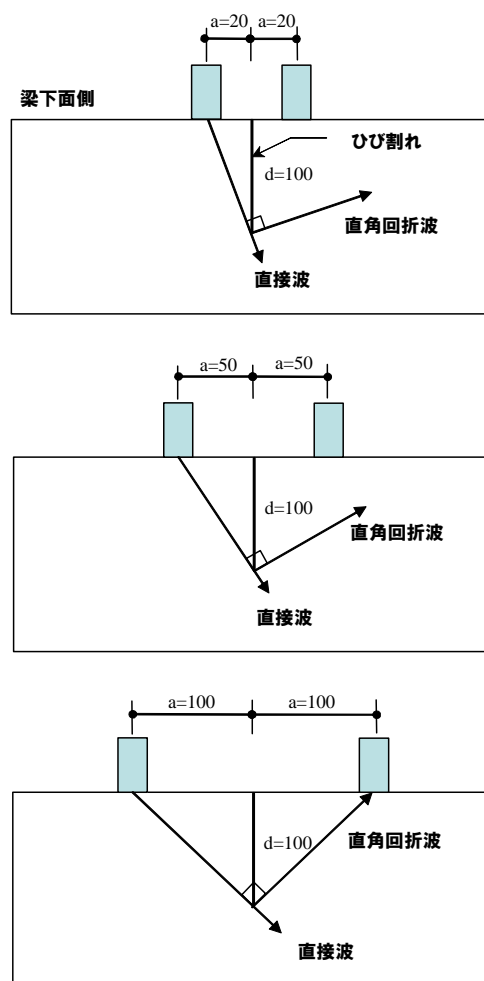 a=20 a=20
梁下面側
ひび割れ
d=100
直角回折波
直接波
a=50 a=50
d=100
直角回折波
直接波
a=100 a=100
d=100
直角回折波
直接波